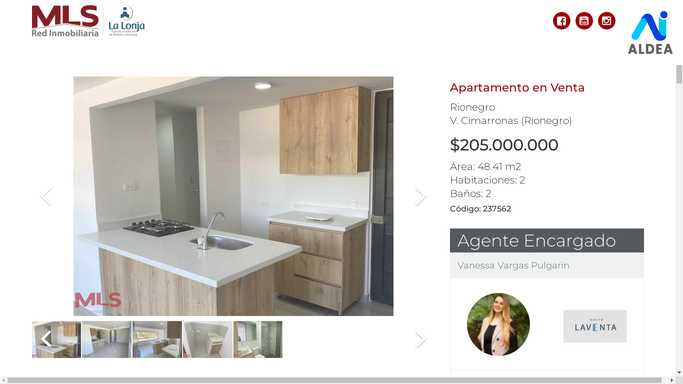 MLS
Red Inmobiliaria
La Lonja
ALDEA
Apartamento en Venta
Rionegro
V. Cimarronas (Rionegro)
$205.000.000
Área: 48.41 m2
Habitaciones: 2
Baños: 2
Código: 237562
MLS
Agente Encargado
Vanessa Vargas Pulgarin
LAVENTA